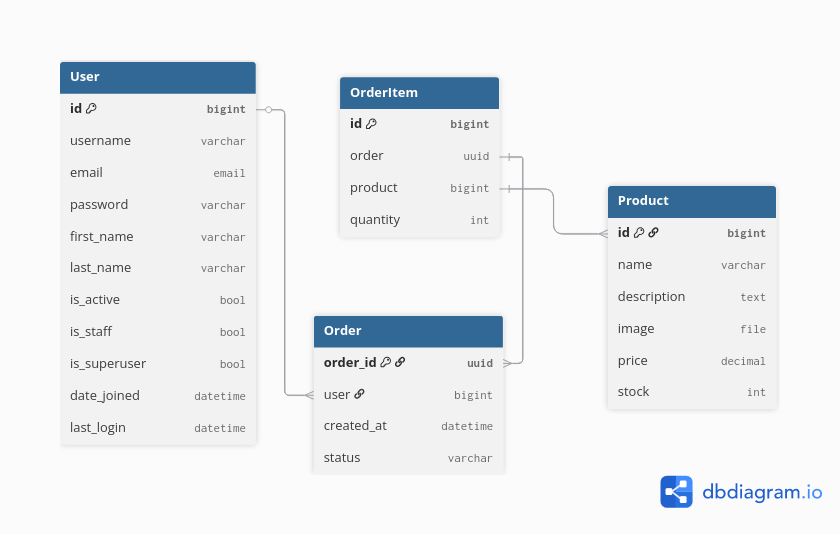 User
id bigint
username varchar
email email
password varchar
first_name varchar
last_name varchar
is_active bool
is_staff bool
is_superuser bool
date_joined datetime
last_login datetime
OrderItem
id bigint
order uuid
product bigint
quantity int
Order
order_id uuid
user bigint
created_at datetime
status varchar
Product
id bigint
name varchar
description text
image file
price decimal
stock int
dbdiagram.io